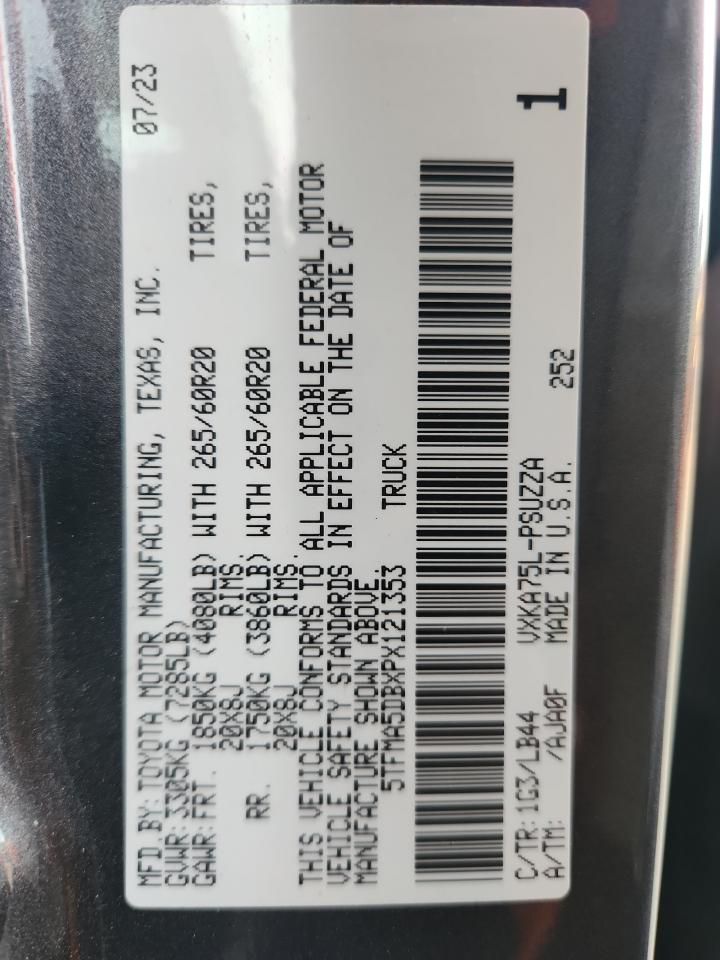 MFD BY: TOYOTA MOTOR MANUFACTURING, TEXAS, INC. 07/23
GVWR: 3305KG (7285LB)
GAWR: FRT. 1850KG (4080LB) WITH 265/60R20 TIRES,
20X8J RIMS.
RR. 1750KG (3860LB) WITH 265/60R20 TIRES,
20X8J RIMS.
THIS VEHICLE CONFORMS TO ALL APPLICABLE FEDERAL MOTOR
VEHICLE SAFETY STANDARDS IN EFFECT ON THE DATE OF
MANUFACTURE SHOWN ABOVE.
5TFMA5DBXPX121353 TRUCK
C/TR: 1G3/LB44 VXKA75L-PSUZZA
A/TM: /AJA0F MADE IN U.S.A. 252 1